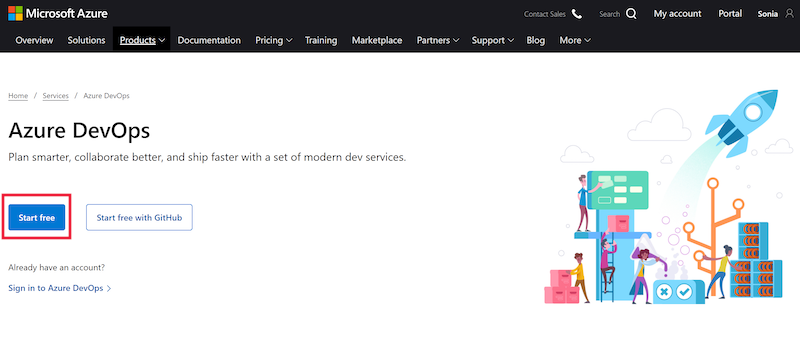 Microsoft Azure
Contact Sales Search My account Portal Sonia
Overview Solutions Products Documentation Pricing Training Marketplace Partners Support Blog More
Home / Services / Azure DevOps
Azure DevOps
Plan smarter, collaborate better, and ship faster with a set of modern dev services.
Start free Start free with GitHub
Already have an account?
Sign in to Azure DevOps